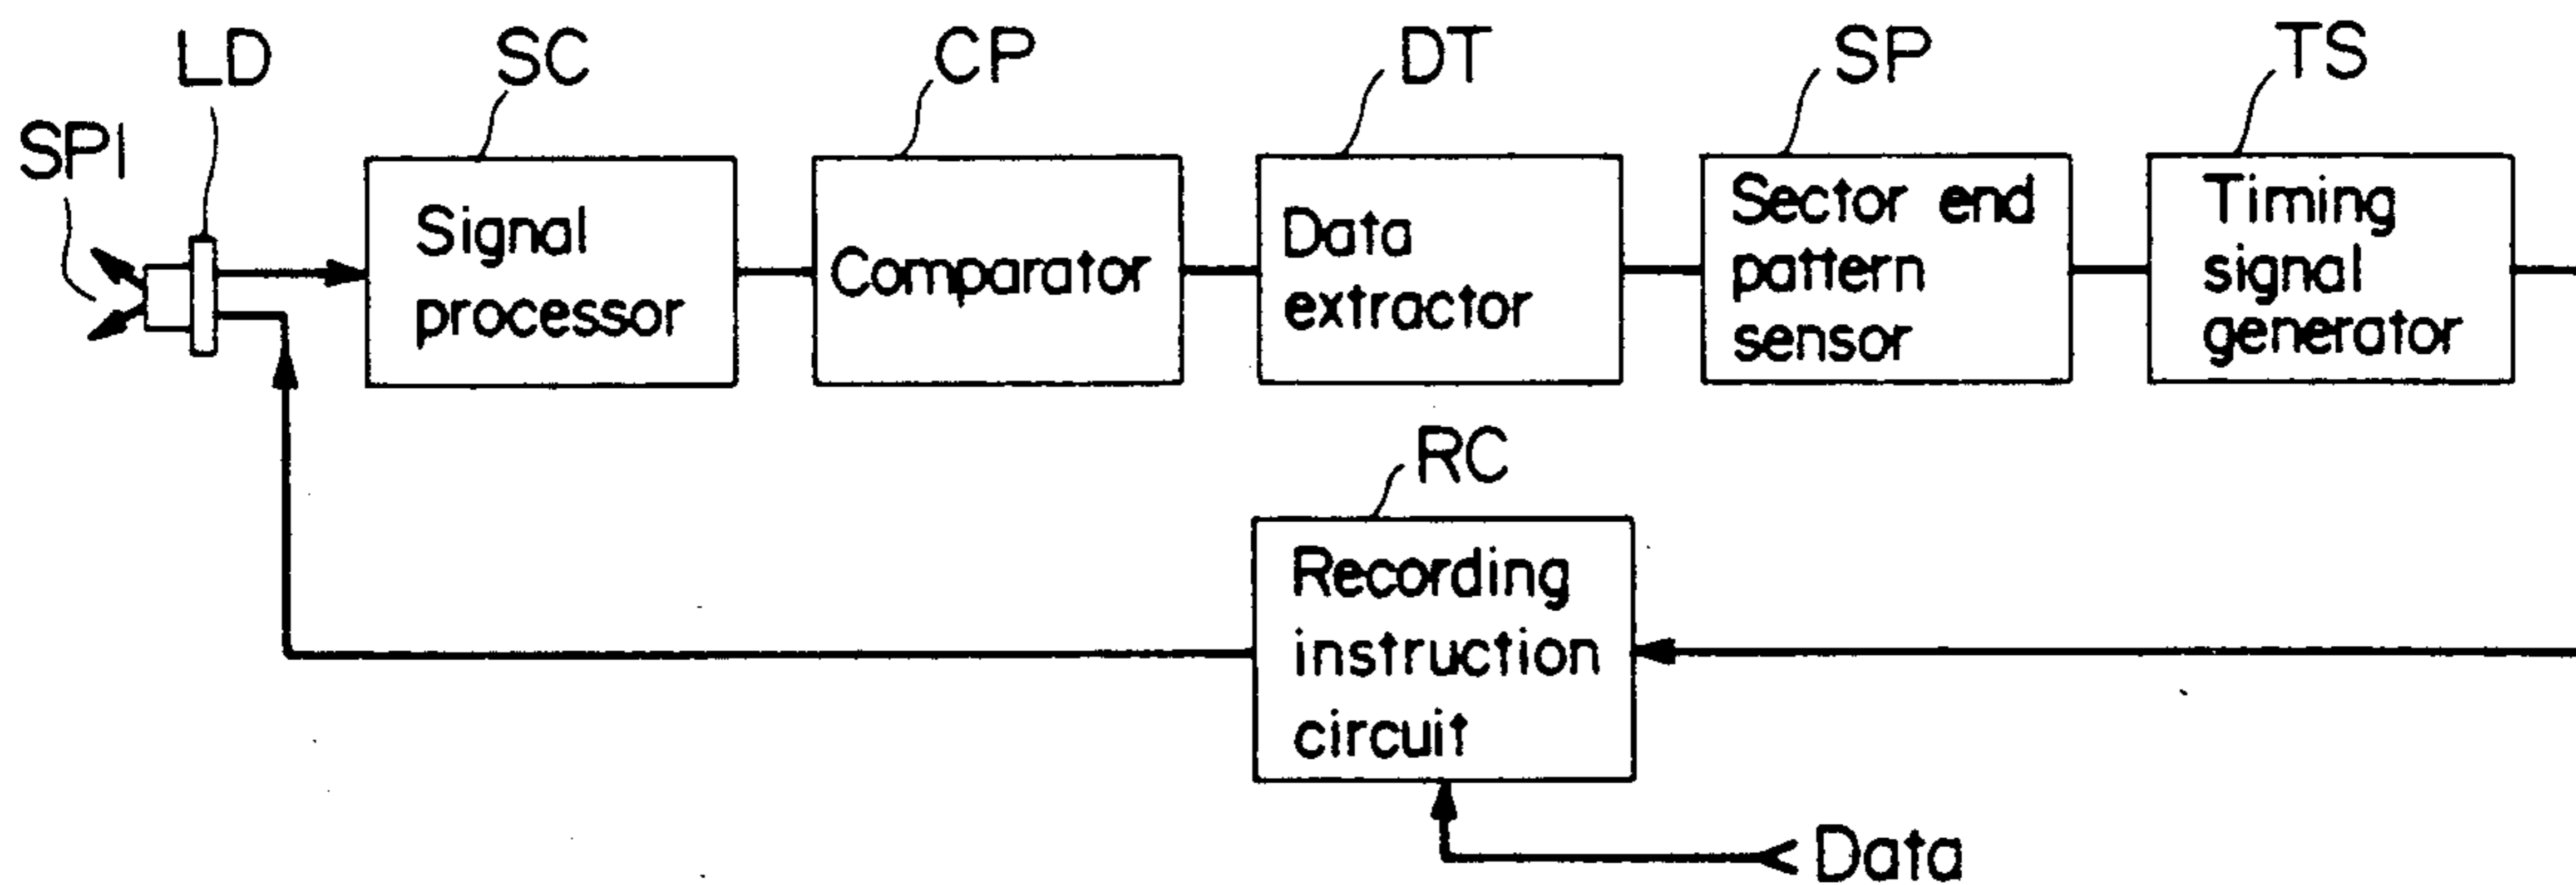 LD
SC
CP
DT
SP
TS
SPI
Signal
processor
Comparator
Data
extractor
Sector end
pattern
sensor
Timing
signal
generator
RC
Recording
instruction
circuit
Data